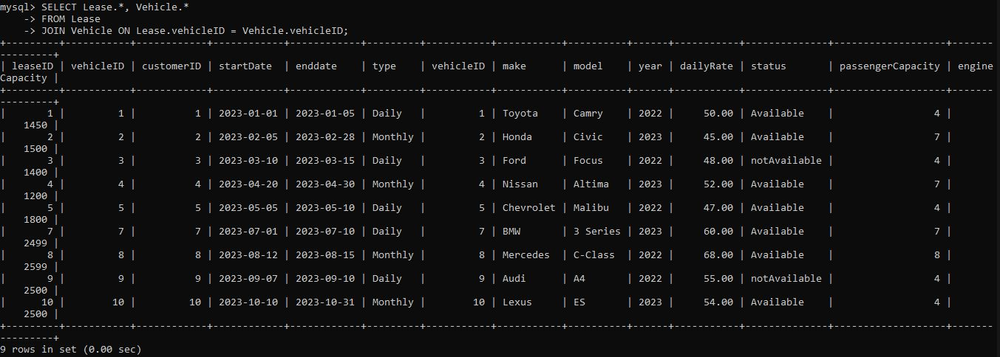 mysql> SELECT Lease.*, Vehicle.*
    -> FROM Lease
    -> JOIN Vehicle ON Lease.vehicleID = Vehicle.vehicleID;
+---------+-----------+------------+------------+------------+---------+-----------+-----------+----------+------+-----------+--------------+-------------------+-------
---------+
| leaseID | vehicleID | customerID | startDate  | enddate    | type    | vehicleID | make      | model    | year | dailyRate | status       | passengerCapacity | engine
Capacity |
+---------+-----------+------------+------------+------------+---------+-----------+-----------+----------+------+-----------+--------------+-------------------+-------
---------+
|       1 |         1 |          1 | 2023-01-01 | 2023-01-05 | Daily   |         1 | Toyota    | Camry    | 2022 |     50.00 | Available    |                 4 |
    1450 |
|       2 |         2 |          2 | 2023-02-05 | 2023-02-28 | Monthly |         2 | Honda     | Civic    | 2023 |     45.00 | Available    |                 7 |
    1500 |
|       3 |         3 |          3 | 2023-03-10 | 2023-03-15 | Daily   |         3 | Ford      | Focus    | 2022 |     48.00 | notAvailable |                 4 |
    1400 |
|       4 |         4 |          4 | 2023-04-20 | 2023-04-30 | Monthly |         4 | Nissan    | Altima   | 2023 |     52.00 | Available    |                 7 |
    1200 |
|       5 |         5 |          5 | 2023-05-05 | 2023-05-10 | Daily   |         5 | Chevrolet | Malibu   | 2022 |     47.00 | Available    |                 4 |
    1800 |
|       7 |         7 |          7 | 2023-07-01 | 2023-07-10 | Daily   |         7 | BMW       | 3 Series | 2023 |     60.00 | Available    |                 7 |
    2499 |
|       8 |         8 |          8 | 2023-08-12 | 2023-08-15 | Monthly |         8 | Mercedes  | C-Class  | 2022 |     68.00 | Available    |                 8 |
    2599 |
|       9 |         9 |          9 | 2023-09-07 | 2023-09-10 | Daily   |         9 | Audi      | A4       | 2022 |     55.00 | notAvailable |                 4 |
    2500 |
|      10 |        10 |         10 | 2023-10-10 | 2023-10-31 | Monthly |        10 | Lexus     | ES       | 2023 |     54.00 | Available    |                 4 |
    2500 |
+---------+-----------+------------+------------+------------+---------+-----------+-----------+----------+------+-----------+--------------+-------------------+-------
---------+
9 rows in set (0.00 sec)